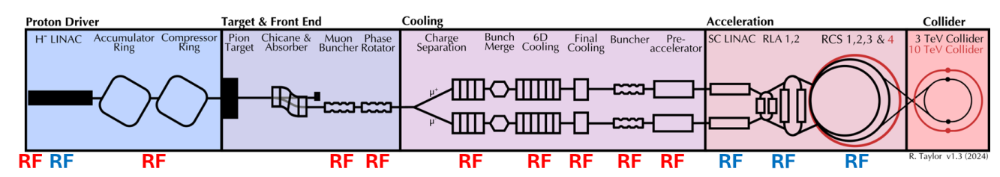 Proton Driver
Target & Front End
Cooling
Acceleration
Collider
H⁻ LINAC
Accumulator
Ring
Compressor
Ring
Pion
Target
Chicane &
Absorber
Muon
Buncher
Phase
Rotator
Charge
Separation
Bunch
Merge
6D
Cooling
Final
Cooling
Buncher
Pre-
accelerator
SC LINAC
RLA 1,2
RCS 1,2,3 & 4
3 TeV Collider
10 TeV Collider
μ⁺
μ⁻
RF RF RF RF RF RF RF RF RF RF RF RF RF
R. Taylor v1.3 (2024)